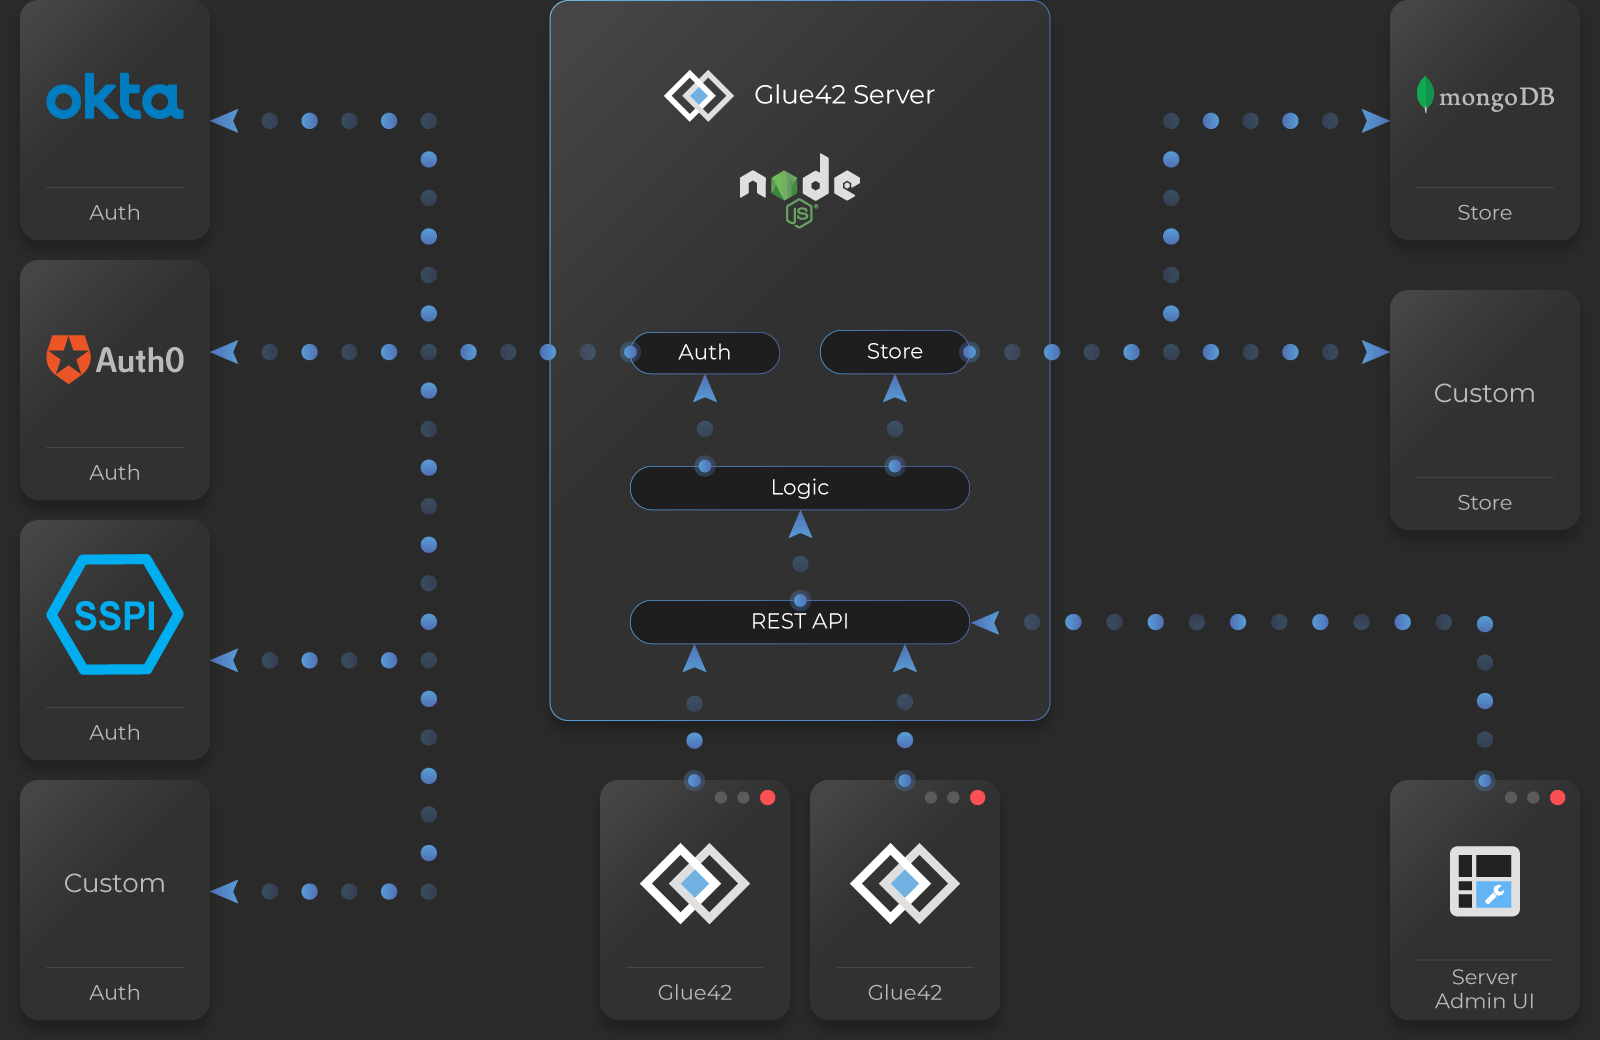 okta
Auth
Auth0
Auth
SSPI
Auth
Custom
Auth
Glue42 Server
node
JS
Auth
Store
Logic
REST API
Glue42
Glue42
mongoDB
Store
Custom
Store
Server
Admin UI